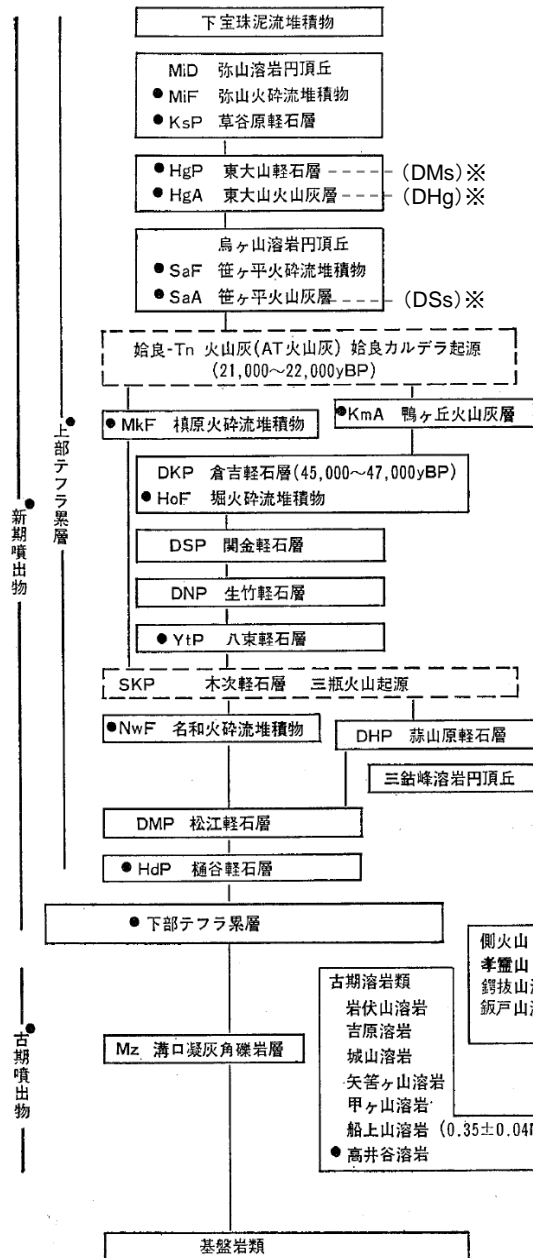 下宝珠泥流堆積物
MiD 弥山溶岩円頂丘
● MiF 弥山火砕流堆積物
● KsP 草谷原軽石層
● HgP 東大山軽石層 (DMs)※
● HgA 東大山火山灰層 (DHg)※
烏ヶ山溶岩円頂丘
● SaF 笹ヶ平火砕流堆積物
● SaA 笹ヶ平火山灰層 (DSs)※
姶良-Tn 火山灰(AT火山灰) 姶良カルデラ起源
(21,000〜22,000yBP)
● MkF 槙原火砕流堆積物
● KmA 鴨ヶ丘火山灰層
DKP 倉吉軽石層(45,000〜47,000yBP)
● HoF 堀火砕流堆積物
DSP 関金軽石層
DNP 生竹軽石層
● YtP 八束軽石層
SKP 木次軽石層 三瓶火山起源
● NwF 名和火砕流堆積物
DHP 蒜山原軽石層
三鈷峰溶岩円頂丘
DMP 松江軽石層
● HdP 樋谷軽石層
● 下部テフラ累層
上部テフラ累層●
新期噴出物●
側火山
孝霊山
鍔抜山
飯戸山
古期溶岩類
岩伏山溶岩
吉原溶岩
城山溶岩
矢筈ヶ山溶岩
甲ヶ山溶岩
船上山溶岩 (0.35±0.04
● 高井谷溶岩
Mz 溝口凝灰角礫岩層
古期噴出物●
基盤岩類